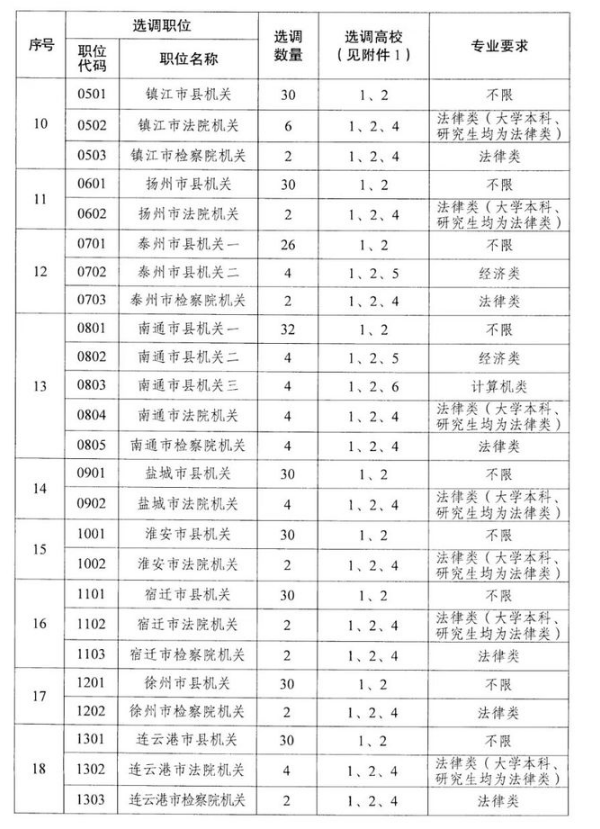 序号 选调职位 选调数量 选调高校（见附件1） 专业要求
职位代码 职位名称
10 0501 镇江市县机关 30 1、2 不限
0502 镇江市法院机关 6 1、2、4 法律类（大学本科、研究生均为法律类）
0503 镇江市检察院机关 2 1、2、4 法律类
11 0601 扬州市县机关 30 1、2 不限
0602 扬州市法院机关 2 1、2、4 法律类（大学本科、研究生均为法律类）
12 0701 泰州市县机关一 26 1、2 不限
0702 泰州市县机关二 4 1、2、5 经济类
0703 泰州市检察院机关 2 1、2、4 法律类
13 0801 南通市县机关一 32 1、2 不限
0802 南通市县机关二 4 1、2、5 经济类
0803 南通市县机关三 4 1、2、6 计算机类
0804 南通市法院机关 4 1、2、4 法律类（大学本科、研究生均为法律类）
0805 南通市检察院机关 4 1、2、4 法律类
14 0901 盐城市县机关 30 1、2 不限
0902 盐城市法院机关 4 1、2、4 法律类（大学本科、研究生均为法律类）
15 1001 淮安市县机关 30 1、2 不限
1002 淮安市法院机关 2 1、2、4 法律类（大学本科、研究生均为法律类）
16 1101 宿迁市县机关 30 1、2 不限
1102 宿迁市法院机关 2 1、2、4 法律类（大学本科、研究生均为法律类）
1103 宿迁市检察院机关 2 1、2、4 法律类
17 1201 徐州市县机关 30 1、2 不限
1202 徐州市检察院机关 2 1、2、4 法律类
18 1301 连云港市县机关 30 1、2 不限
1302 连云港市法院机关 4 1、2、4 法律类（大学本科、研究生均为法律类）
1303 连云港市检察院机关 2 1、2、4 法律类